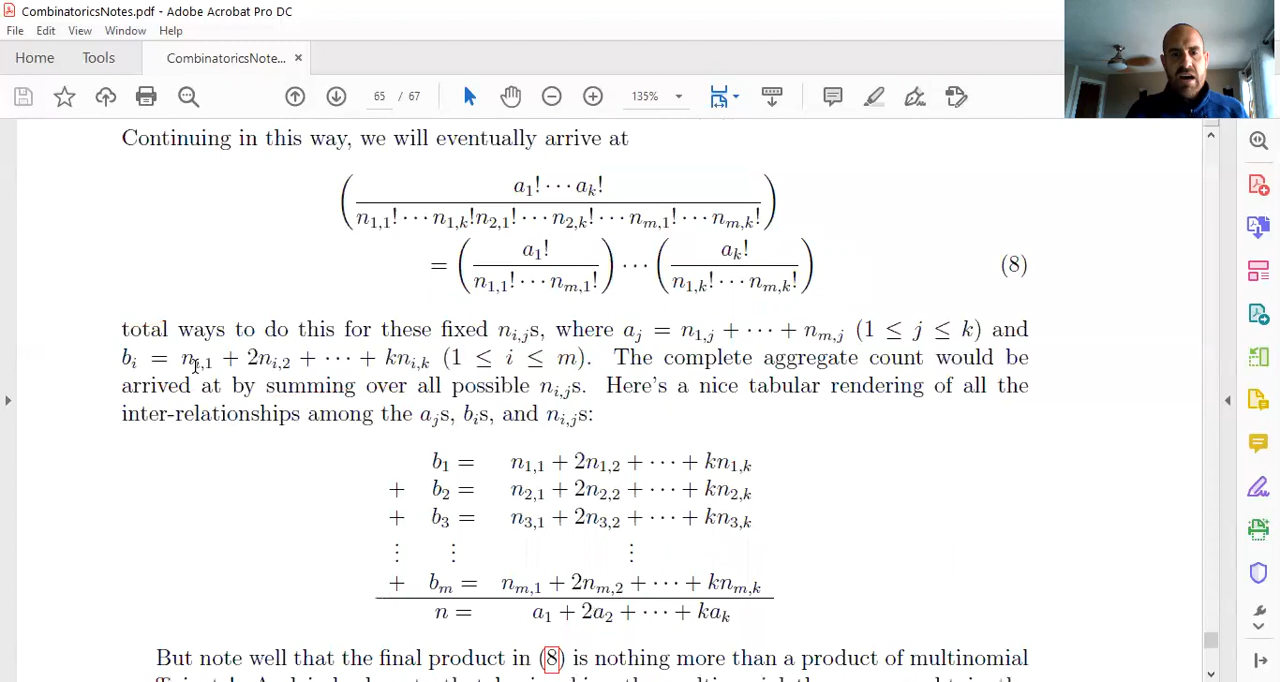 CombinatoricsNotes.pdf - Adobe Acrobat Pro DC
File Edit View Window Help
Home Tools CombinatoricsNote... ×
65 / 67 135%
Continuing in this way, we will eventually arrive at
( a₁! ⋯ aₖ! / n₁,₁! ⋯ n₁,ₖ!n₂,₁! ⋯ n₂,ₖ! ⋯ nₘ,₁! ⋯ nₘ,ₖ! )
= ( a₁! / n₁,₁! ⋯ nₘ,₁! ) ⋯ ( aₖ! / n₁,ₖ! ⋯ nₘ,ₖ! ) (8)
total ways to do this for these fixed nᵢ,ⱼs, where aⱼ = n₁,ⱼ + ⋯ + nₘ,ⱼ (1 ≤ j ≤ k) and
bᵢ = nᵢ,₁ + 2nᵢ,₂ + ⋯ + knᵢ,ₖ (1 ≤ i ≤ m). The complete aggregate count would be
arrived at by summing over all possible nᵢ,ⱼs. Here's a nice tabular rendering of all the
inter-relationships among the aⱼs, bᵢs, and nᵢ,ⱼs:
b₁ = n₁,₁ + 2n₁,₂ + ⋯ + kn₁,ₖ
+ b₂ = n₂,₁ + 2n₂,₂ + ⋯ + kn₂,ₖ
+ b₃ = n₃,₁ + 2n₃,₂ + ⋯ + kn₃,ₖ
⋮ ⋮ ⋮
+ bₘ = nₘ,₁ + 2nₘ,₂ + ⋯ + knₘ,ₖ
n = a₁ + 2a₂ + ⋯ + kaₖ
But note well that the final product in (8) is nothing more than a product of multinomial